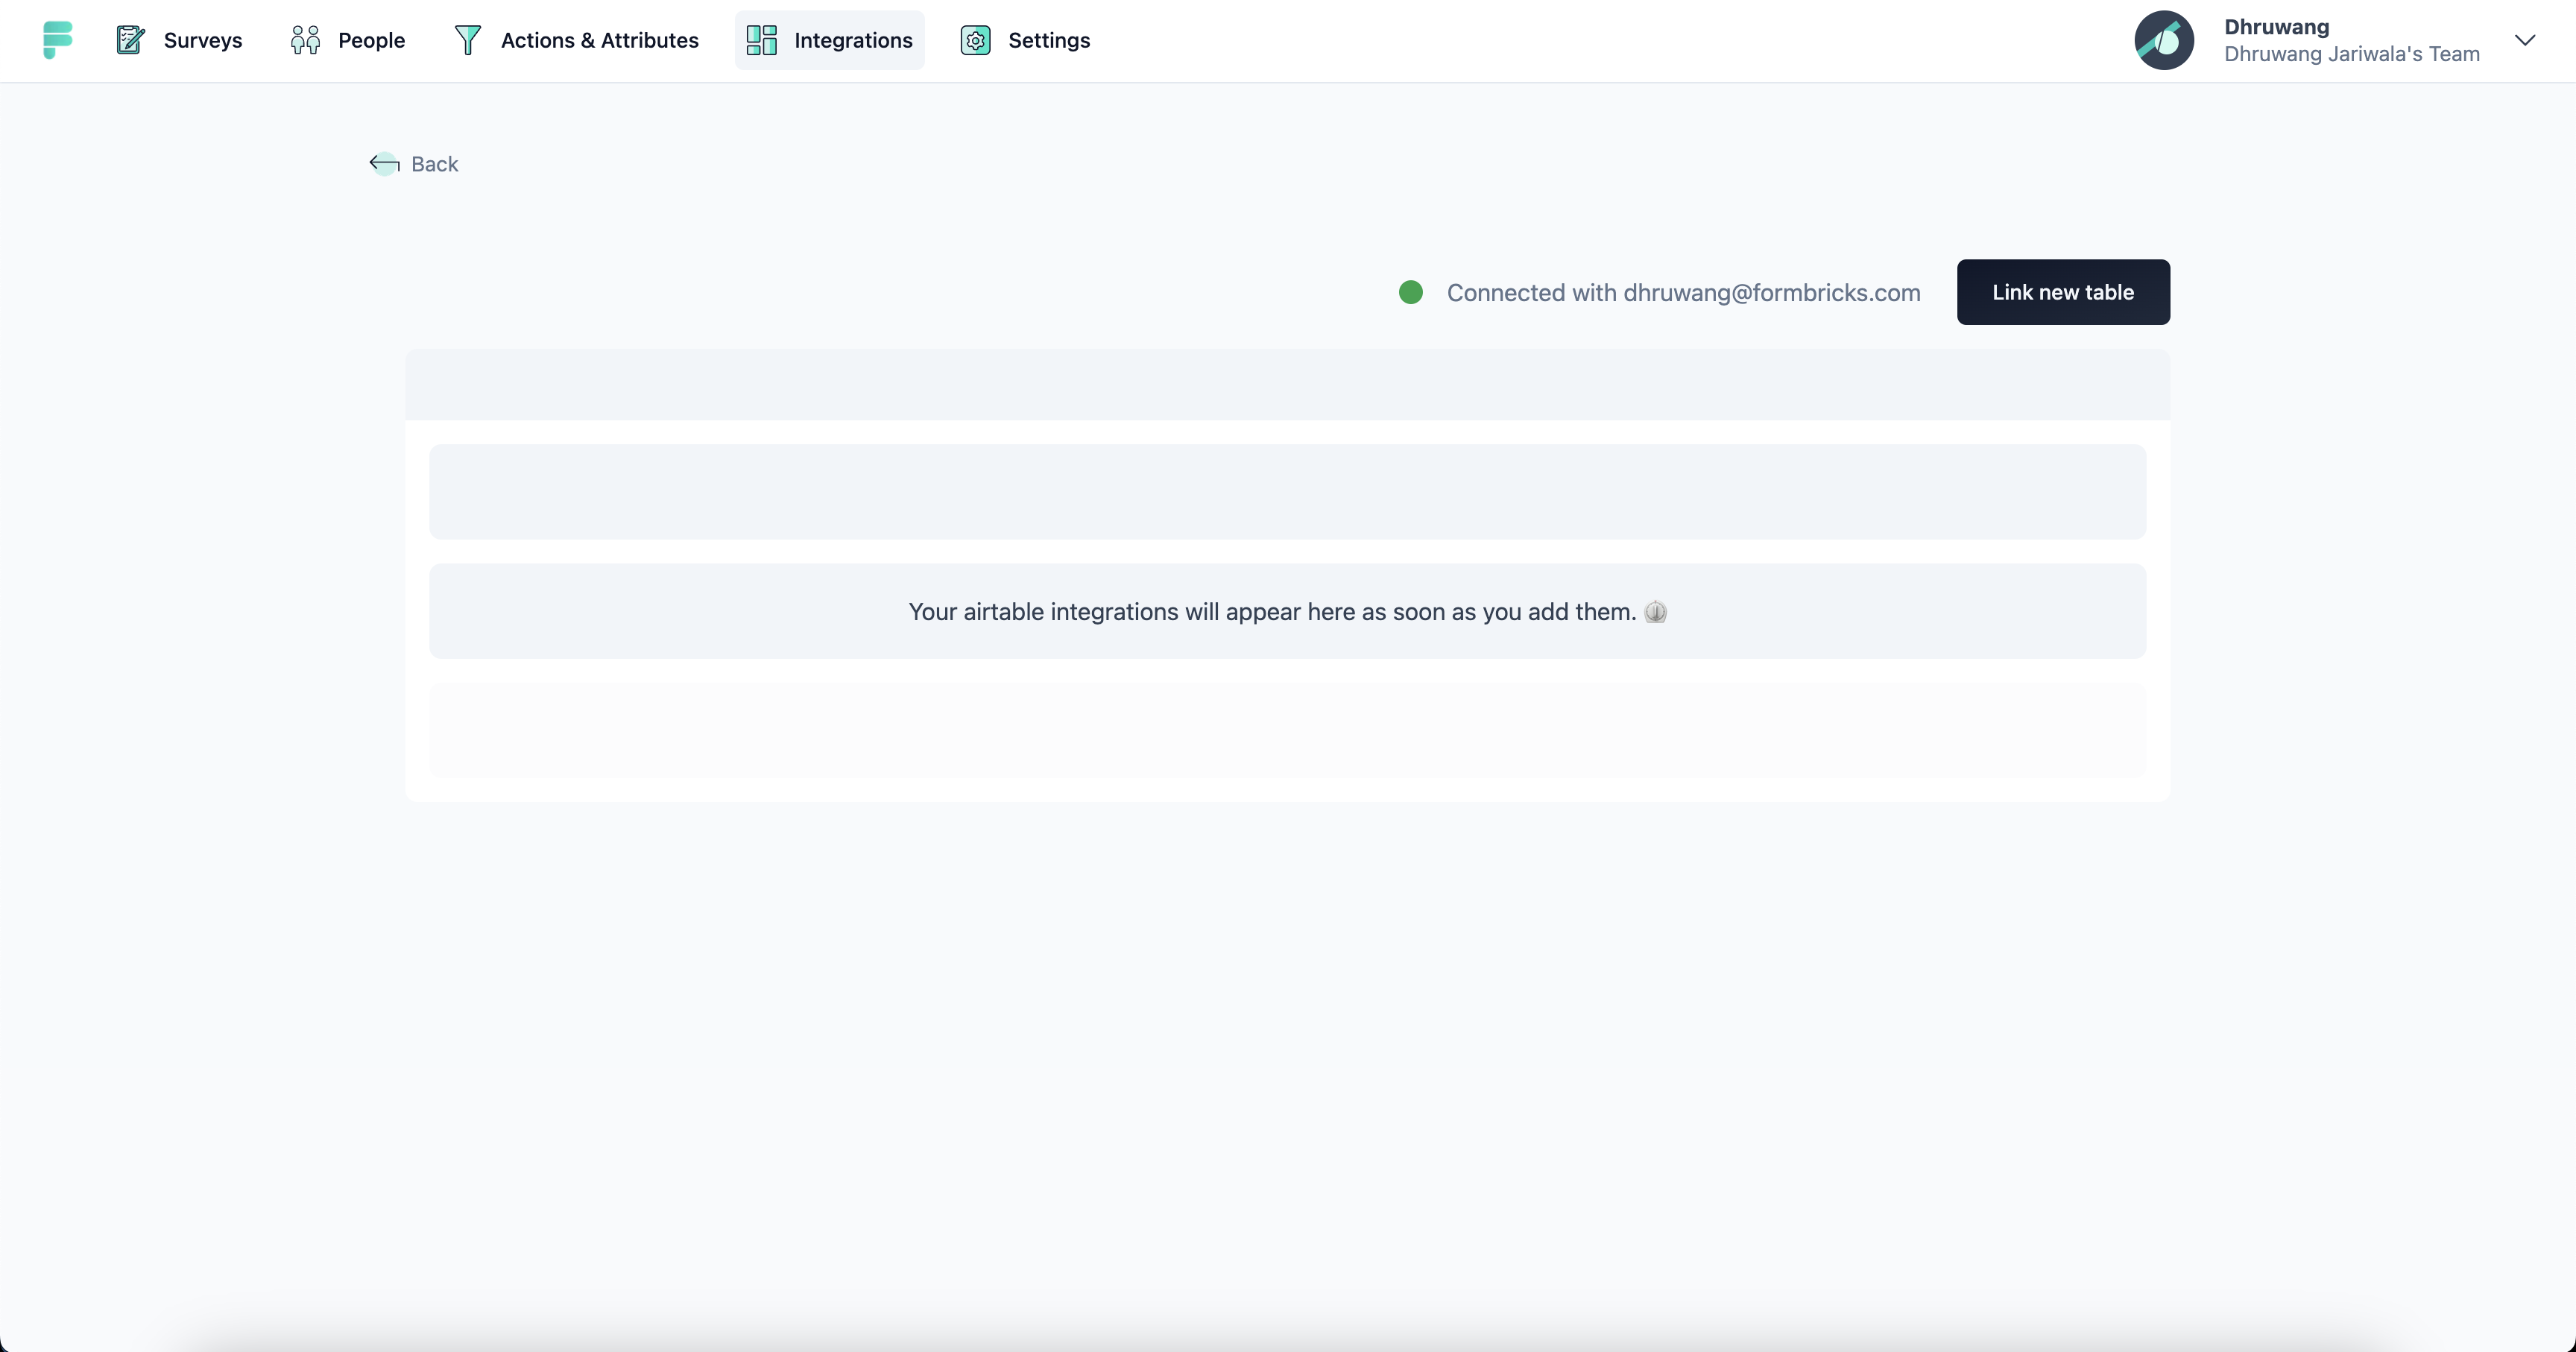 Surveys
People
Actions & Attributes
Integrations
Settings
Dhruwang
Dhruwang Jariwala's Team
Back
Connected with dhruwang@formbricks.com
Link new table
Your airtable integrations will appear here as soon as you add them.